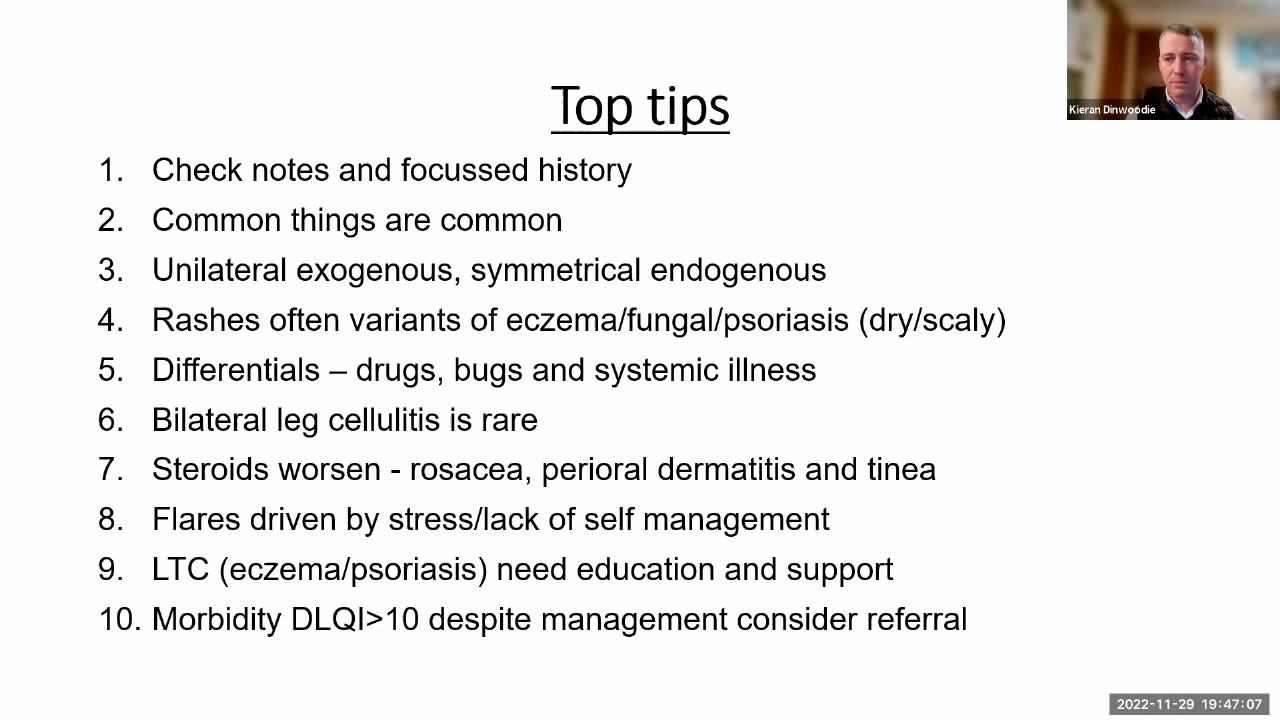 Top tips
1. Check notes and focussed history
2. Common things are common
3. Unilateral exogenous, symmetrical endogenous
4. Rashes often variants of eczema/fungal/psoriasis (dry/scaly)
5. Differentials – drugs, bugs and systemic illness
6. Bilateral leg cellulitis is rare
7. Steroids worsen - rosacea, perioral dermatitis and tinea
8. Flares driven by stress/lack of self management
9. LTC (eczema/psoriasis) need education and support
10. Morbidity DLQI>10 despite management consider referral
Kieran Dinwoodie
2022-11-29 19:47:07